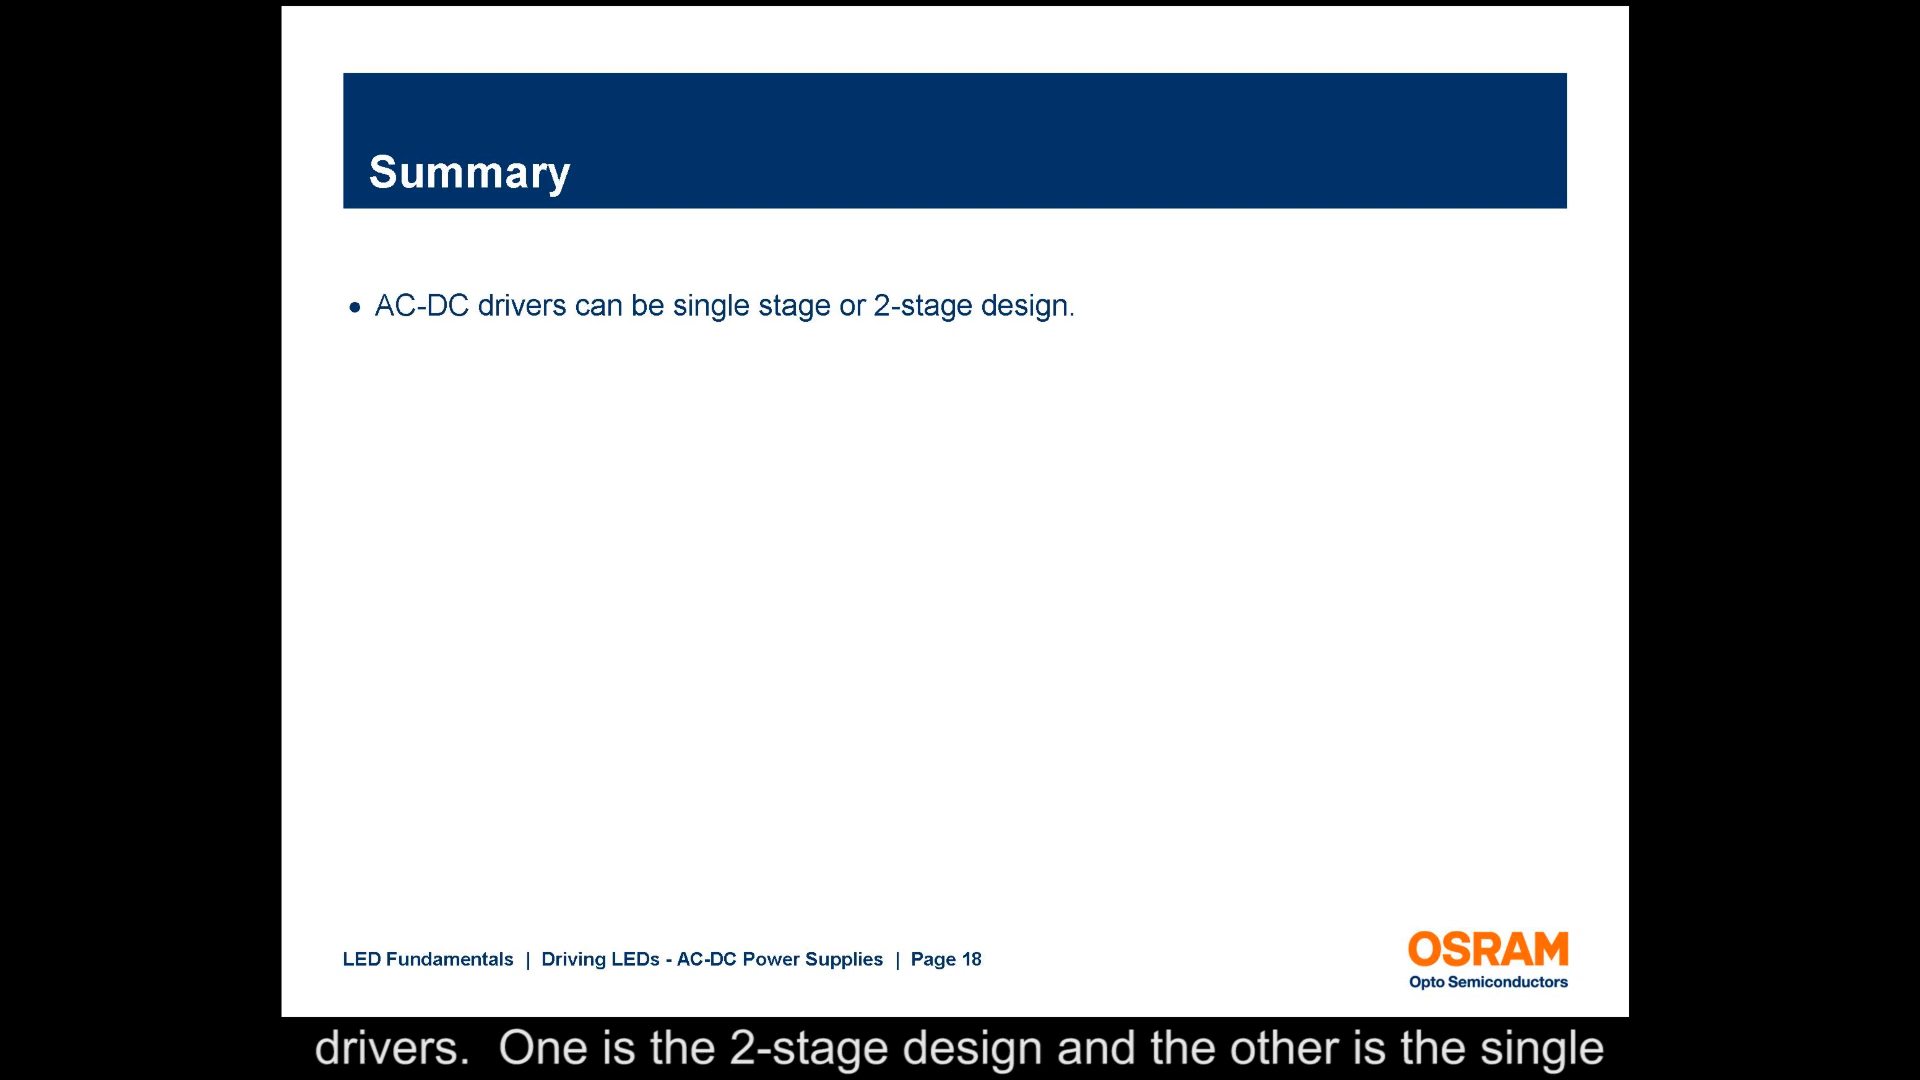 Summary
• AC-DC drivers can be single stage or 2-stage design.
LED Fundamentals | Driving LEDs - AC-DC Power Supplies | Page 18
OSRAM
Opto Semiconductors
drivers.  One is the 2-stage design and the other is the single